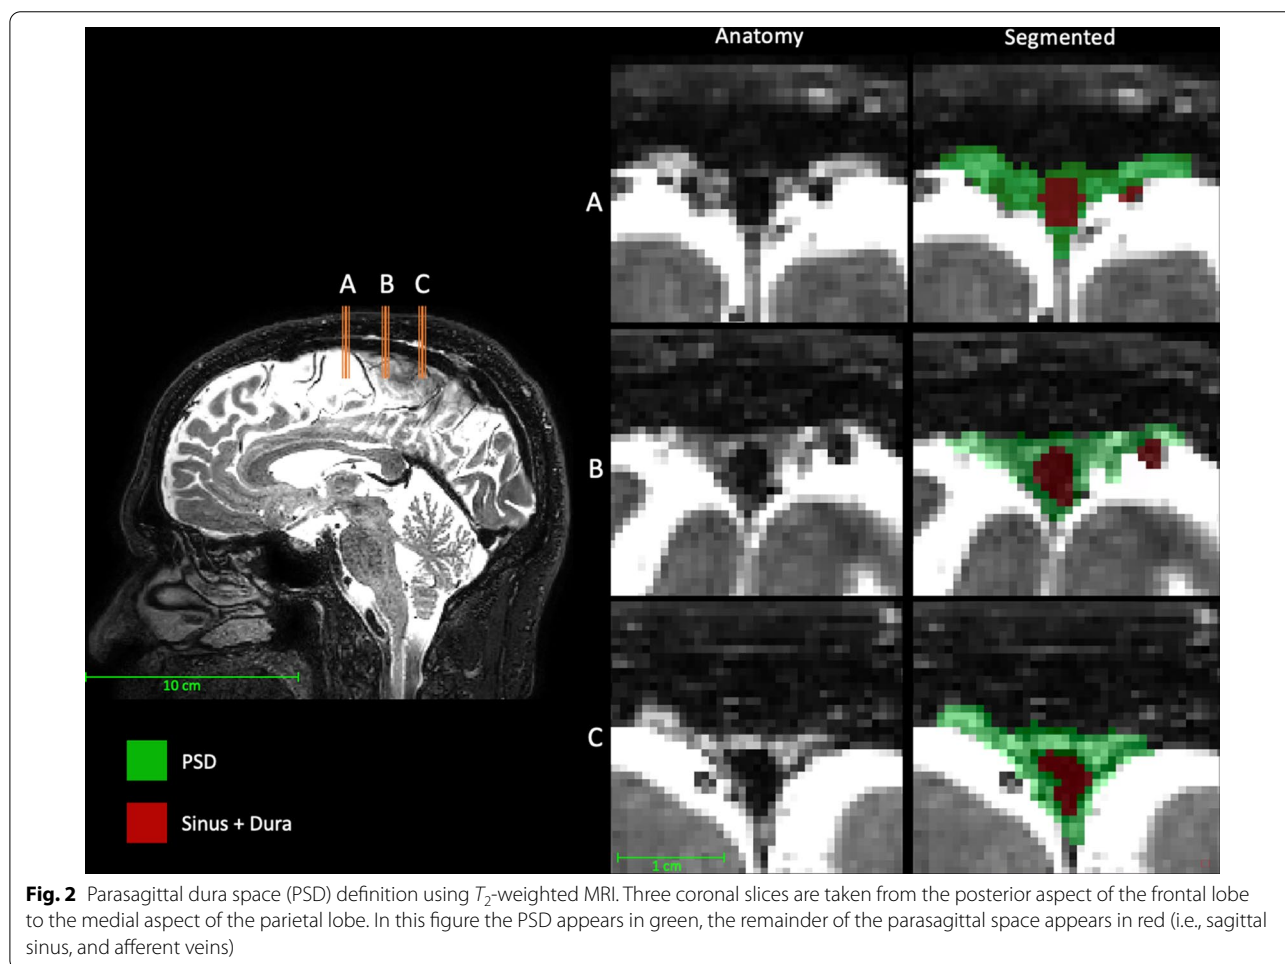 Anatomy Segmented
A
A B C
B
10 cm
C
PSD
Sinus + Dura
1 cm
Fig. 2 Parasagittal dura space (PSD) definition using T₂-weighted MRI. Three coronal slices are taken from the posterior aspect of the frontal lobe
to the medial aspect of the parietal lobe. In this figure the PSD appears in green, the remainder of the parasagittal space appears in red (i.e., sagittal
sinus, and afferent veins)